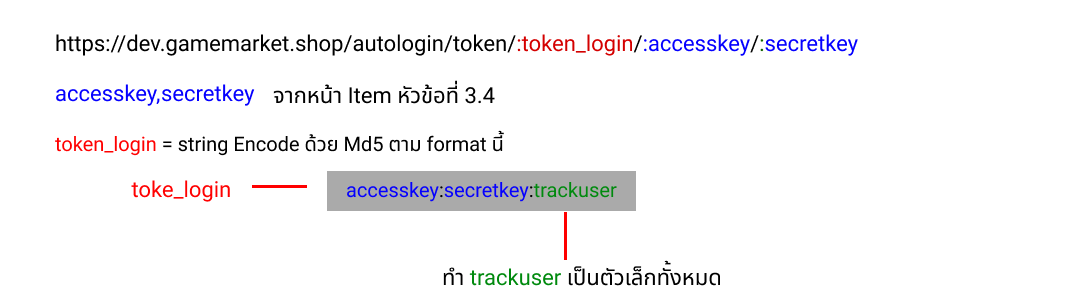 https://dev.gamemarket.shop/autologin/token/:token_login/:accesskey/:secretkey
accesskey,secretkey จากหน้า Item หัวข้อที่ 3.4
token_login = string Encode ด้วย Md5 ตาม format นี้
toke_login accesskey:secretkey:trackuser
ทำ trackuser เป็นตัวเล็กทั้งหมด